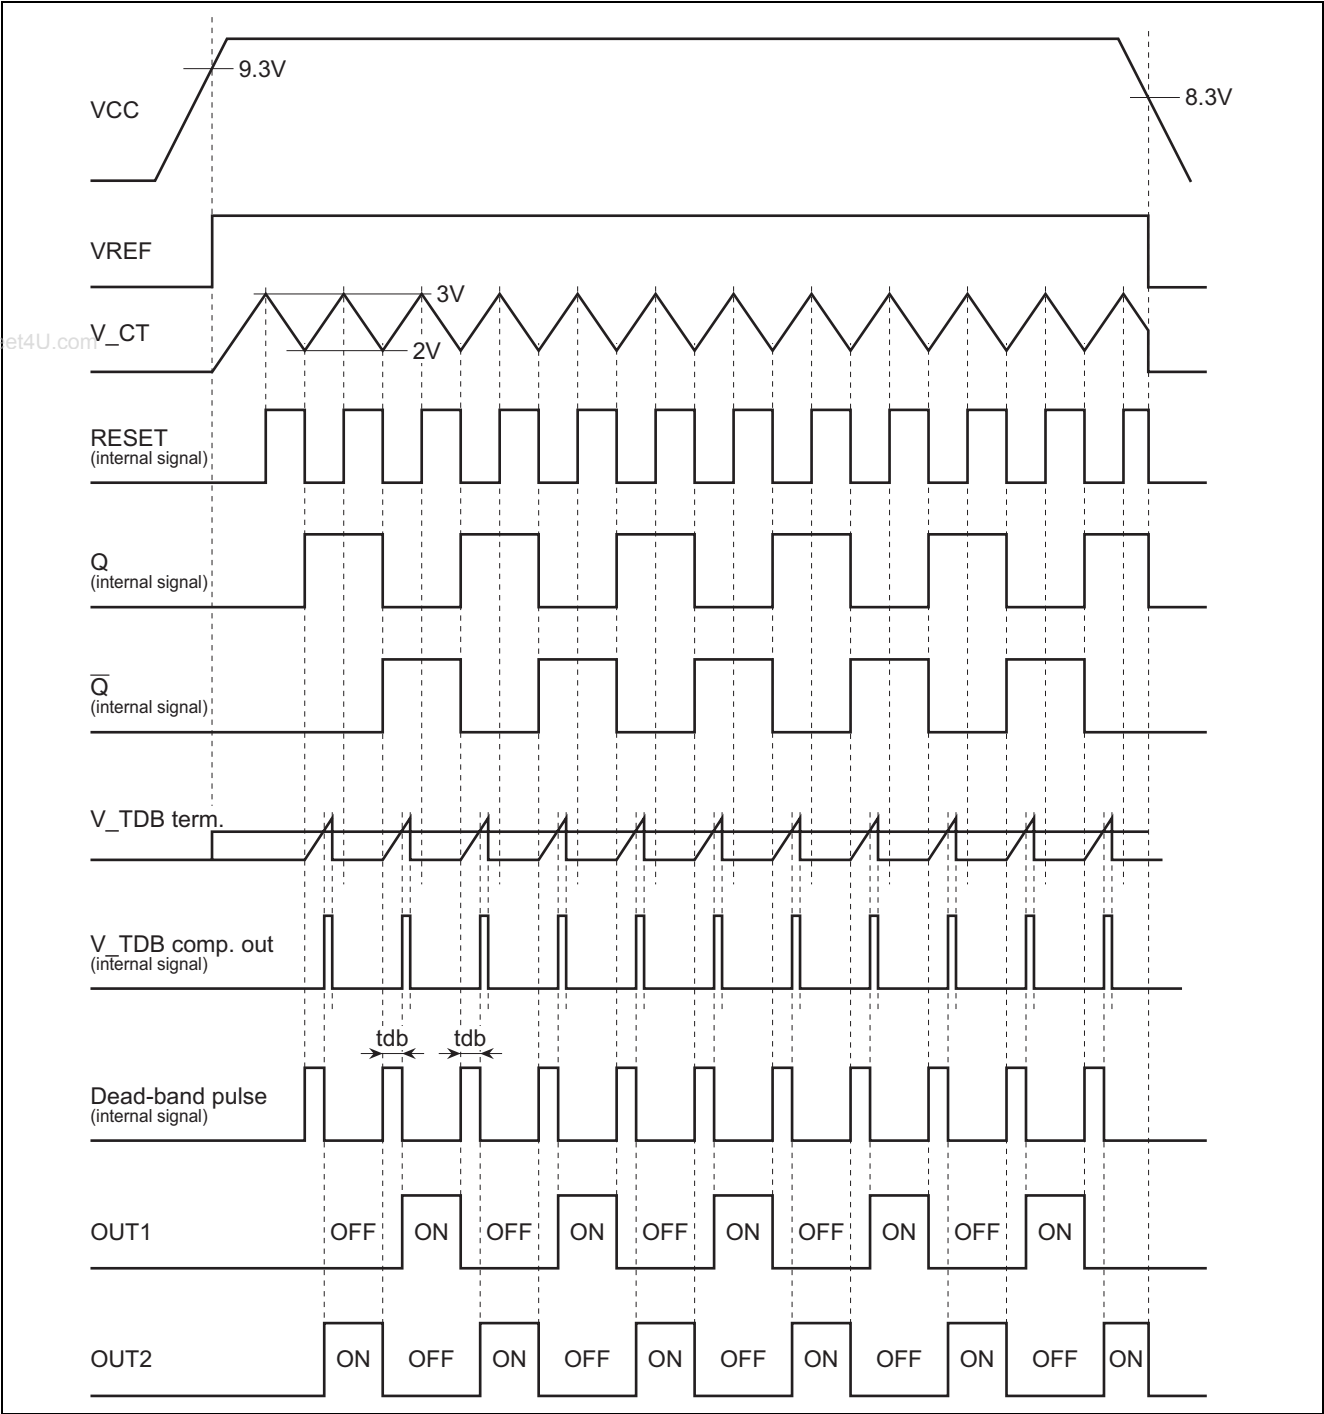 9.3V
8.3V
VCC
VREF
3V
et4U.com
V_CT
2V
RESET
(internal signal)
Q
(internal signal)
Q̅
(internal signal)
V_TDB term.
V_TDB comp. out
(internal signal)
tdb tdb
Dead-band pulse
(internal signal)
OUT1 OFF ON OFF ON OFF ON OFF ON OFF ON
OUT2 ON OFF ON OFF ON OFF ON OFF ON OFF ON